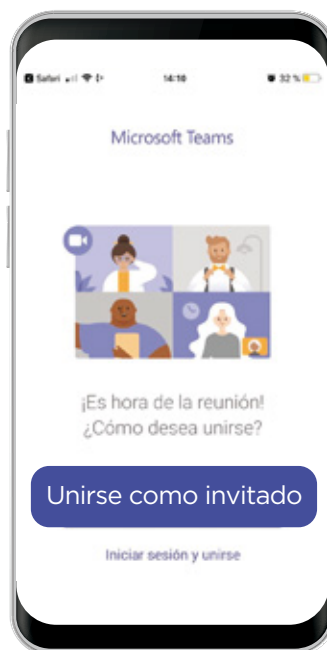 Safari 14:10 32 %
Microsoft Teams
¡Es hora de la reunión!
¿Cómo desea unirse?
Unirse como invitado
Iniciar sesión y unirse